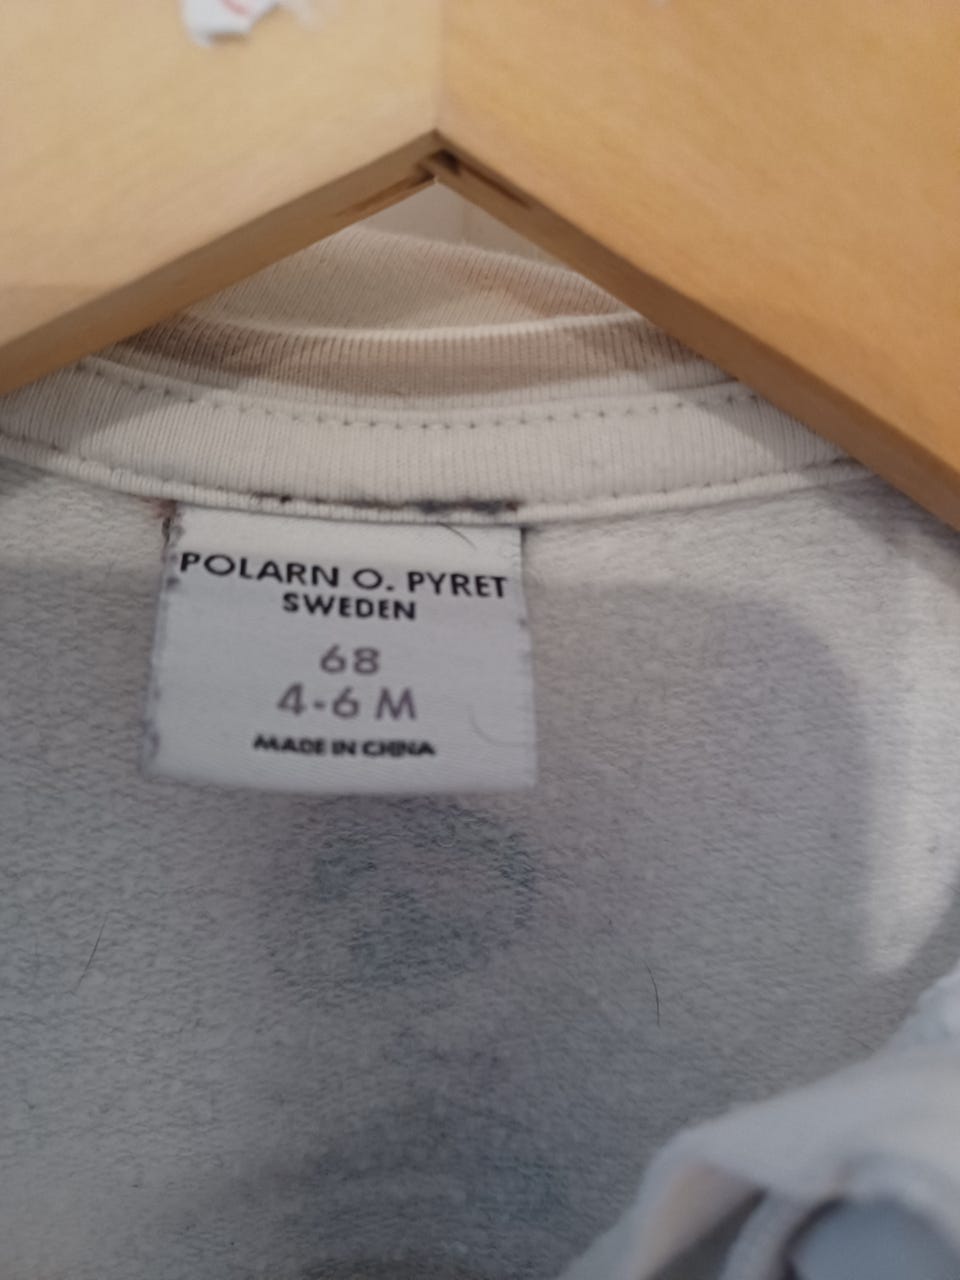 POLARN O. PYRET
SWEDEN
68
4-6 M
MADE IN CHINA